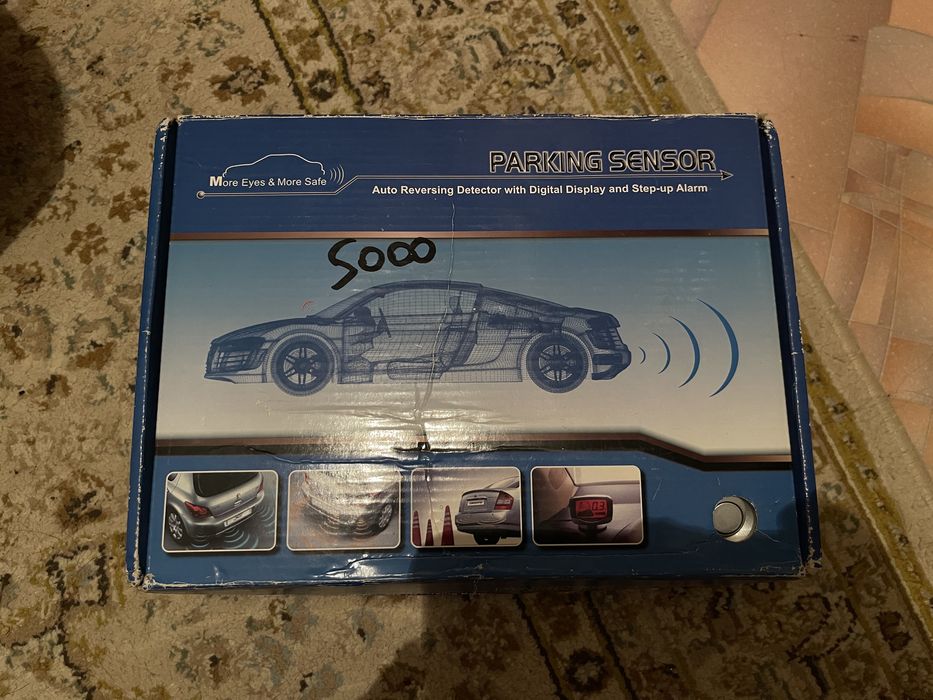 PARKING SENSOR
More Eyes & More Safe
Auto Reversing Detector with Digital Display and Step-up Alarm
5000